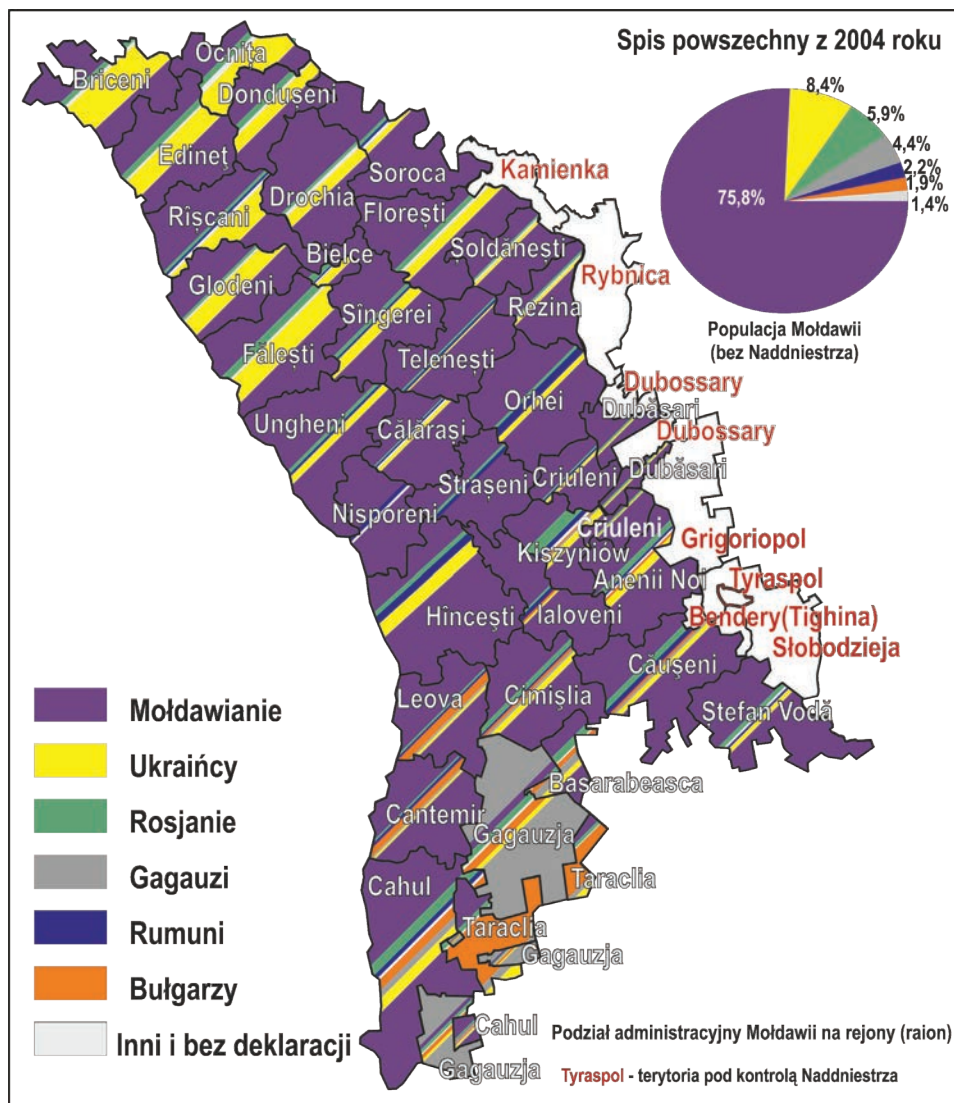 Spis powszechny z 2004 roku
8,4%
5,9%
4,4%
2,2%
1,9%
1,4%
75,8%
Populacja Mołdawii
(bez Naddniestrza)
Ocnița
Briceni
Dondușeni
Edineț
Soroca
Kamienka
Drochia
Rîșcani
Florești
Bielce
Șoldănești
Rybnica
Glodeni
Sîngerei
Rezina
Fălești
Telenești
Dubossary
Orhei
Dubăsari
Ungheni
Călărași
Dubossary
Criuleni
Dubăsari
Strașeni
Nisporeni
Criuleni
Kiszyniów
Grigoriopol
Anenii Noi
Tyraspol
Hîncești
Ialoveni
Bendery(Tighina)
Słobodzieja
Căușeni
Leova
Cimișlia
Ștefan Vodă
Basarabeasca
Cantemir
Gagauzja
Cahul
Taraclia
Taraclia
Gagauzja
Cahul
Gagauzja
Mołdawianie
Ukraińcy
Rosjanie
Gagauzi
Rumuni
Bułgarzy
Inni i bez deklaracji
Podział administracyjny Mołdawii na rejony (raion)
Tyraspol - terytoria pod kontrolą Naddniestrza